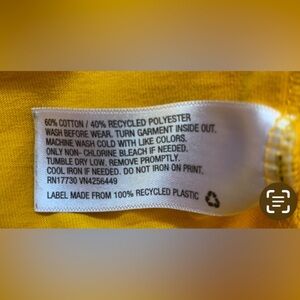 60% COTTON / 40% RECYCLED POLYESTER
WASH BEFORE WEAR. TURN GARMENT INSIDE OUT.
MACHINE WASH COLD WITH LIKE COLORS.
ONLY NON- CHLORINE BLEACH IF NEEDED.
TUMBLE DRY LOW. REMOVE PROMPTLY.
COOL IRON IF NEEDED. DO NOT IRON ON PRINT.
RN17730 VN4256449
LABEL MADE FROM 100% RECYCLED PLASTIC